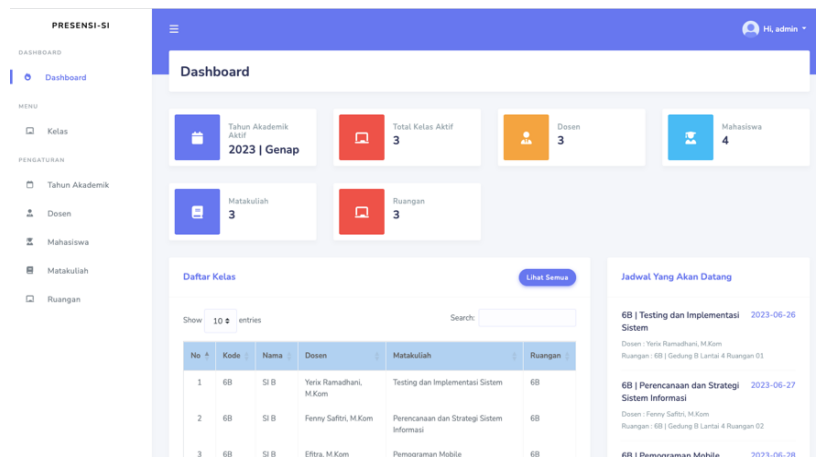 PRESENSI-SI
DASHBOARD
Dashboard
MENU
Kelas
PENGATURAN
Tahun Akademik
Dosen
Mahasiswa
Matakuliah
Ruangan
Hi, admin
Dashboard
Tahun Akademik
Aktif
2023 | Genap
Total Kelas Aktif
3
Dosen
3
Mahasiswa
4
Matakuliah
3
Ruangan
3
Daftar Kelas
Lihat Semua
Show 10 entries
Search:
No Kode Nama Dosen Matakuliah Ruangan
1 6B SI B Yerix Ramadhani, Testing dan Implementasi Sistem 6B
M.Kom
2 6B SI B Fenny Safitri, M.Kom Perencanaan dan Strategi Sistem 6B
Informasi
3 6B SI B Efitra, M.Kom Pemograman Mobile 6B
Jadwal Yang Akan Datang
6B | Testing dan Implementasi 2023-06-26
Sistem
Dosen : Yerix Ramadhani, M.Kom
Ruangan : 6B | Gedung B Lantai 4 Ruangan 01
6B | Perencanaan dan Strategi 2023-06-27
Sistem Informasi
Dosen : Fenny Safitri, M.Kom
Ruangan : 6B | Gedung B Lantai 4 Ruangan 02
6B | Pemograman Mobile 2023-06-28